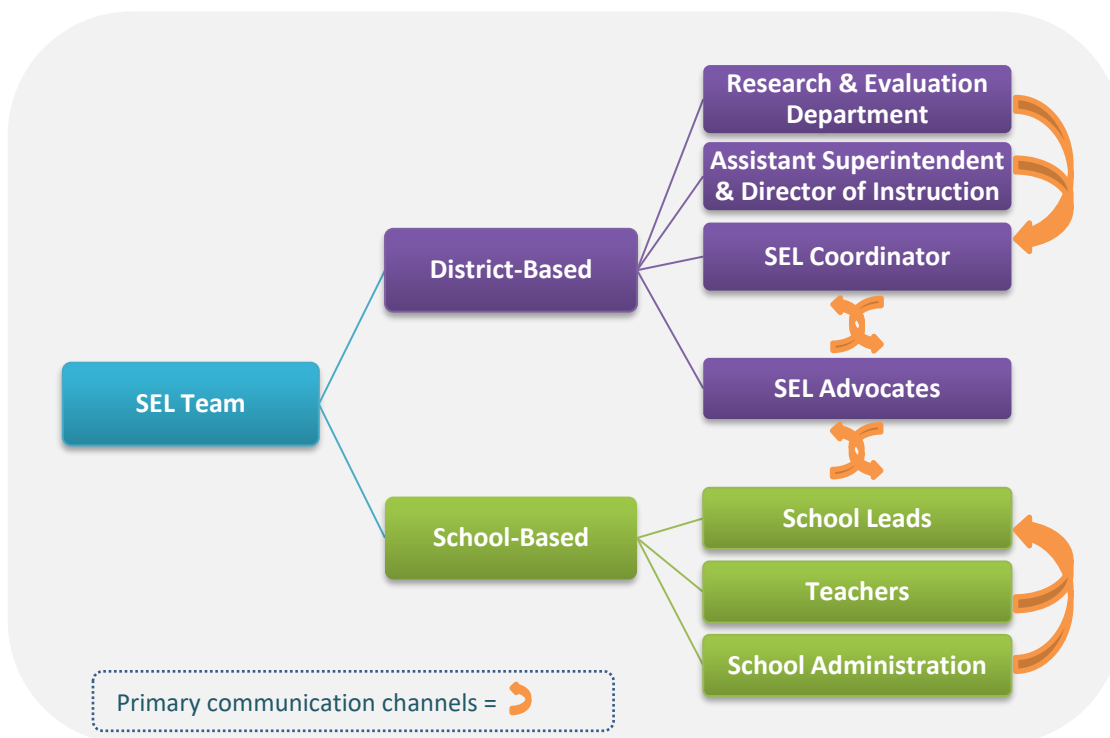 Research & Evaluation
Department
Assistant Superintendent
& Director of Instruction
District-Based
SEL Coordinator
SEL Team
SEL Advocates
School-Based
School Leads
Teachers
School Administration
Primary communication channels =